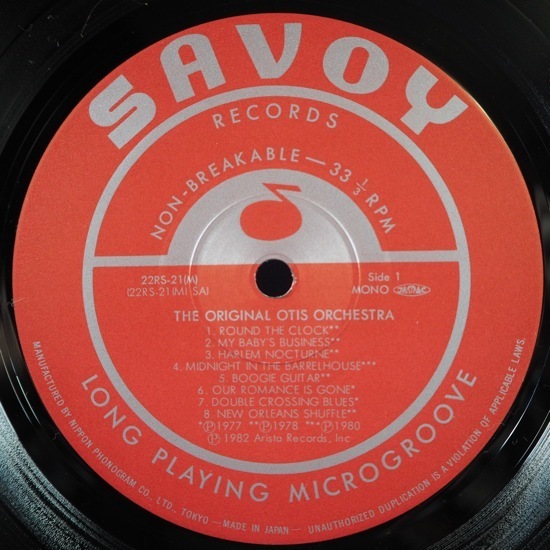 SAVOY
RECORDS
NON-BREAKABLE — 33 1/3 RPM
22RS-21(M)
(22RS-21(M) SA)
Side 1
MONO
THE ORIGINAL OTIS ORCHESTRA
1. ROUND THE CLOCK**
2. MY BABY'S BUSINESS**
3. HARLEM NOCTURNE**
4. MIDNIGHT IN THE BARRELHOUSE***
5. BOOGIE GUITAR**
6. OUR ROMANCE IS GONE*
7. DOUBLE CROSSING BLUES*
8. NEW ORLEANS SHUFFLE**
*Ⓟ1977 **Ⓟ1978 ***Ⓟ1980
Ⓟ 1982 Arista Records, Inc
LONG PLAYING MICROGROOVE
MANUFACTURED BY NIPPON PHONOGRAM CO., LTD., TOKYO — MADE IN JAPAN — UNAUTHORIZED DUPLICATION IS A VIOLATION OF APPLICABLE LAWS.